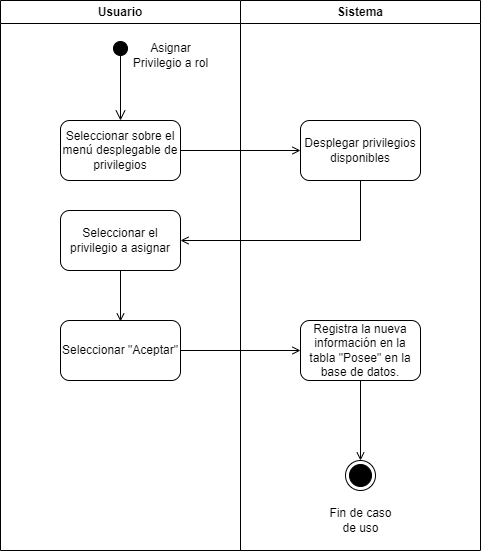 Usuario
Sistema
Asignar
Privilegio a rol
Seleccionar sobre el
menú desplegable de
privilegios
Desplegar privilegios
disponibles
Seleccionar el
privilegio a asignar
Seleccionar "Aceptar"
Registra la nueva
información en la
tabla "Posee" en la
base de datos.
Fin de caso
de uso